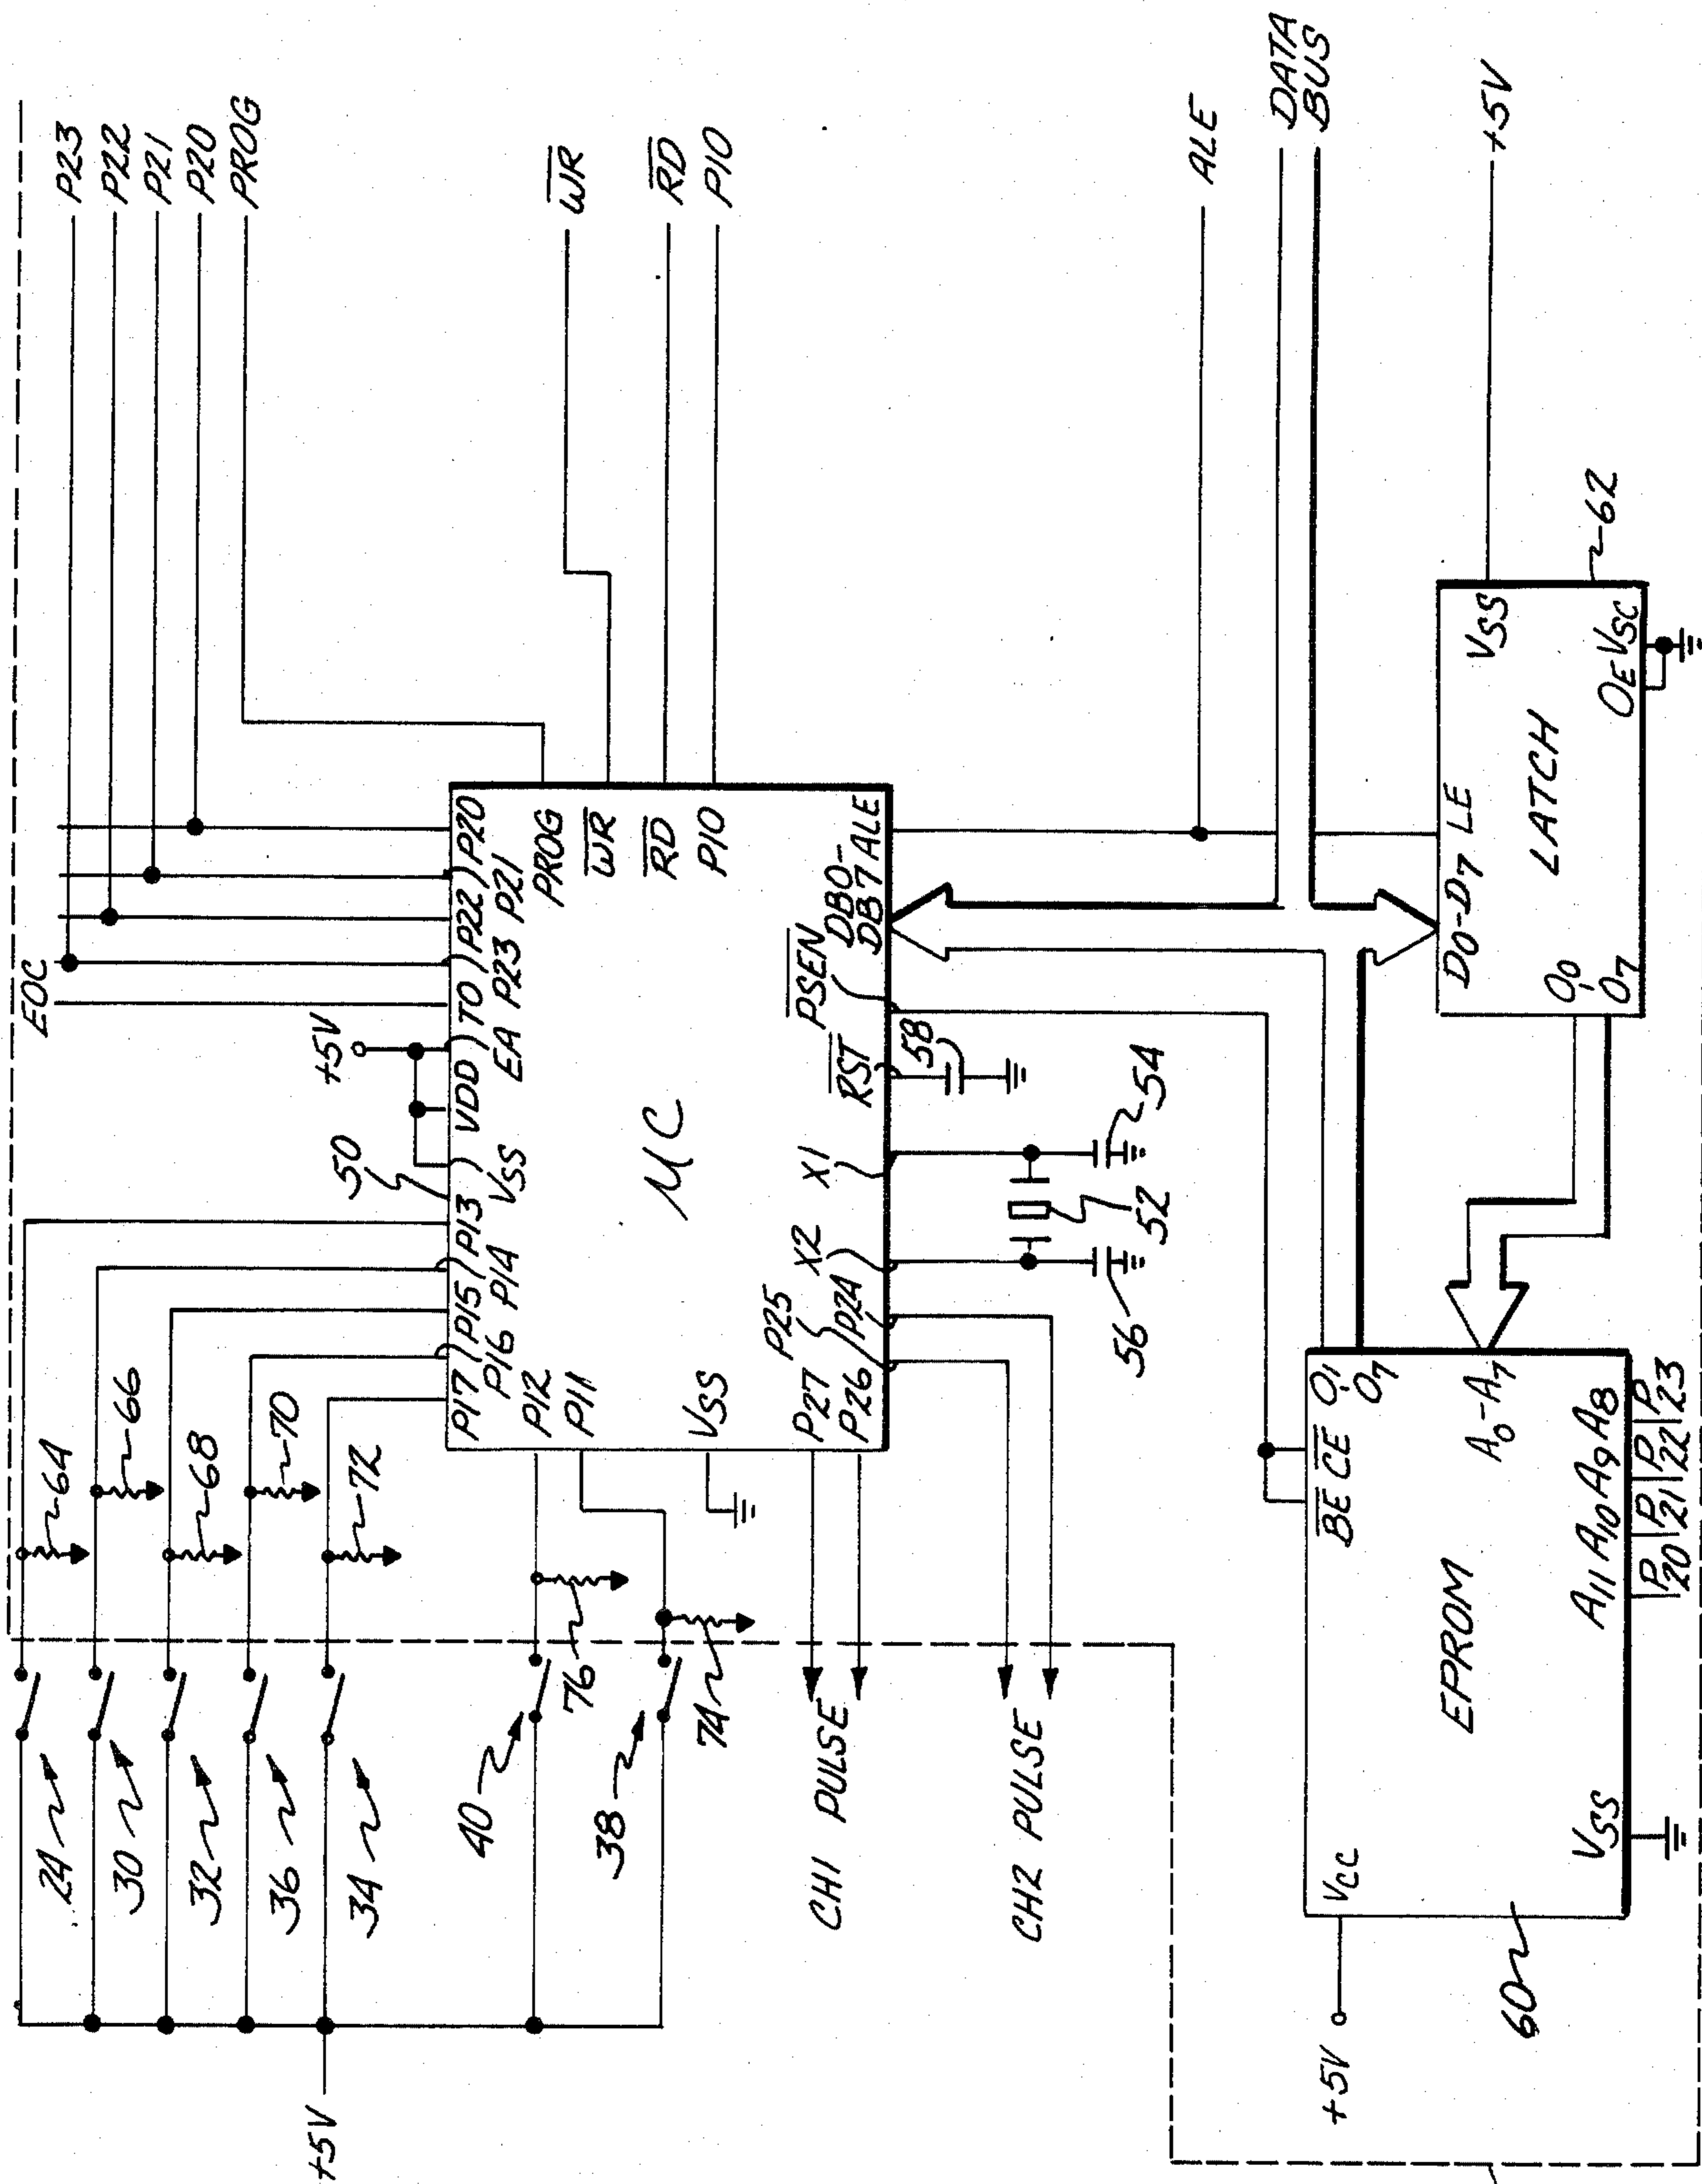 P23
P22
P21
P20
PROG
WR
RD
P10
ALE
DATA
BUS
+5V
EOC
+5V
50
P17
P16
P15
P14
P13
VSS
VDD
EA
T0
P23
P22
P21
P20
PROG
WR
RD
P10
P12
P11
VSS
P27
P26
P25
P24
X2
X1
RST
PSEN
DB0-
DB7
ALE
μC
64
66
68
70
72
76
74
24
30
32
36
34
40
38
+5V
CH1 PULSE
CH2 PULSE
56
52
54
58
+5V
VCC
VSS
EPROM
BE CE
O1
O7
A0-A7
A11 A10 A9 A8
P20 P21 P22 P23
60
D0-D7 LE
VSS
LATCH
O0
O7
OE VSC
62